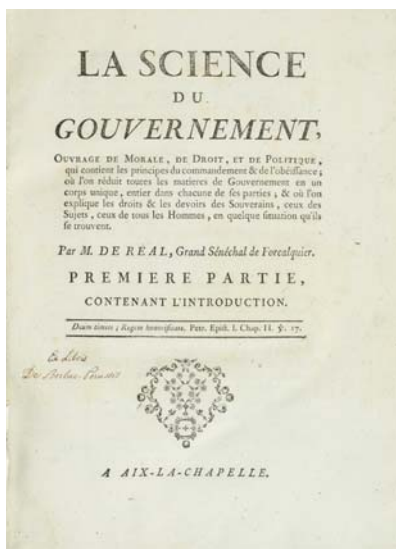 LA SCIENCE
DU
GOUVERNEMENT,
OUVRAGE DE MORALE, DE DROIT, ET DE POLITIQUE,
qui contient les principes du commandement & de l'obéissance;
où l'on réduit toutes les matieres de Gouvernement en un
corps unique, entier dans chacune de ses parties; & où l'on
explique les droits & les devoirs des Souverains, ceux des
Sujets, ceux de tous les Hommes, en quelque situation qu'ils
se trouvent.
Par M. DE RÉAL, Grand Sénéchal de Forcalquier.
PREMIERE PARTIE,
CONTENANT L'INTRODUCTION.
Deum timete; Regem honorificate. Petr. Epist. I. Chap. II. ℣. 17.
Ex Libris
De
A AIX-LA-CHAPELLE.